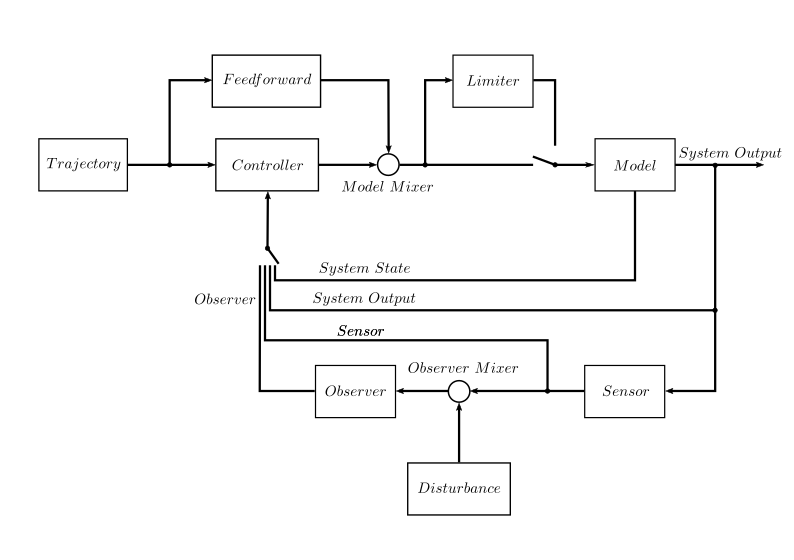 Feedforward
Limiter
Trajectory
Controller
Model Mixer
Model
System Output
System State
Observer
System Output
Sensor
Observer Mixer
Observer
Sensor
Disturbance